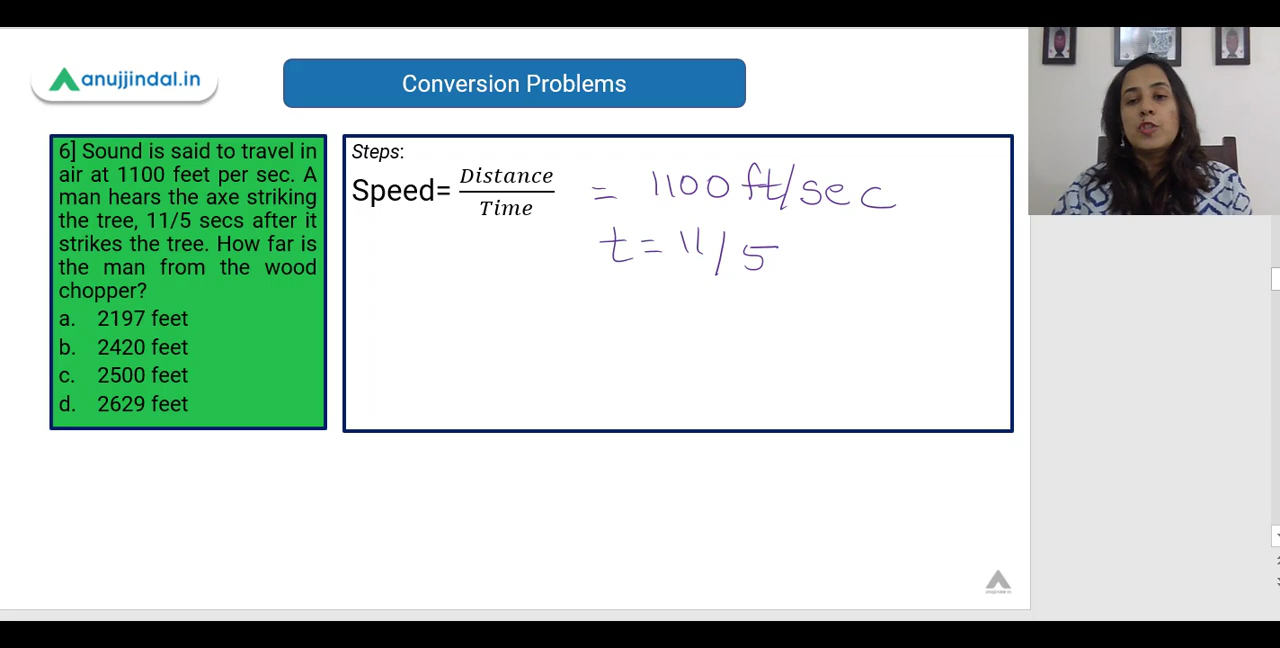 anujjindal.in
Conversion Problems
6] Sound is said to travel in
air at 1100 feet per sec. A
man hears the axe striking
the tree, 11/5 secs after it
strikes the tree. How far is
the man from the wood
chopper?
a. 2197 feet
b. 2420 feet
c. 2500 feet
d. 2629 feet
Steps:
Speed= Distance/Time = 1100 ft/sec
t = 11/5